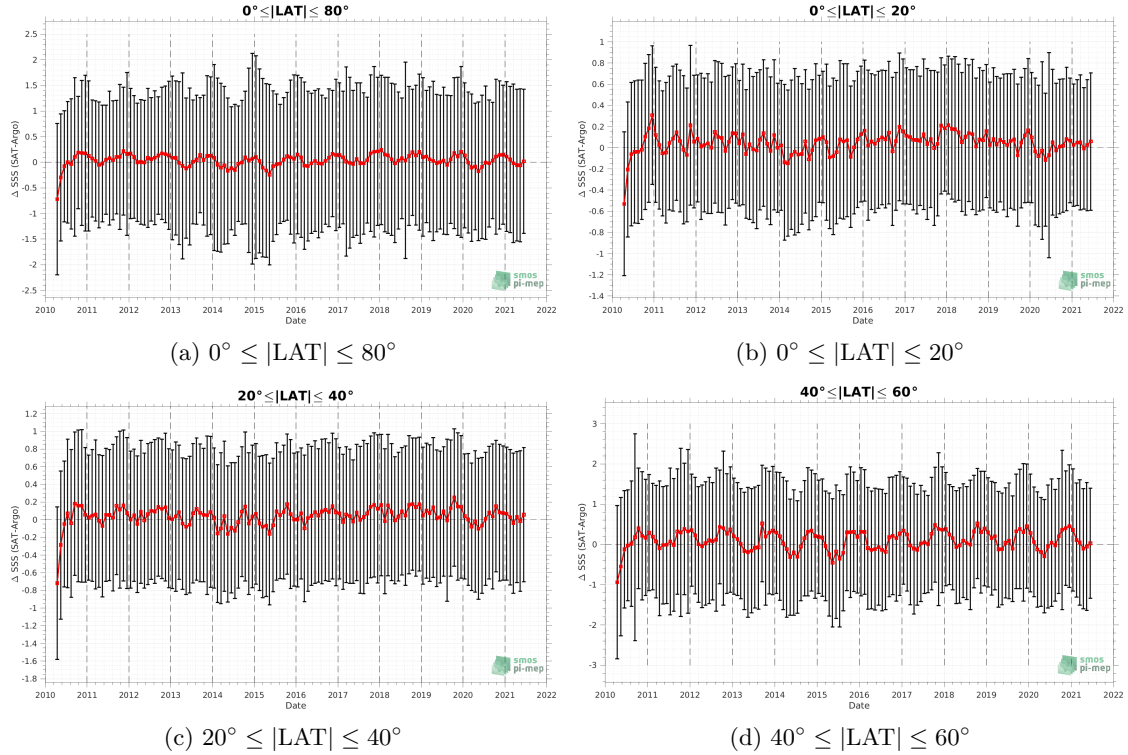 0°≤|LAT|≤ 80°
2.5
2
1.5
1
0.5
0
-0.5
-1
-1.5
-2
-2.5
Δ SSS (SAT-Argo)
2010 2011 2012 2013 2014 2015 2016 2017 2018 2019 2020 2021 2022
Date
smos
pi-mep
(a) 0° ≤ |LAT| ≤ 80°
0°≤|LAT|≤ 20°
1
0.8
0.6
0.4
0.2
0
-0.2
-0.4
-0.6
-0.8
-1
-1.2
-1.4
Δ SSS (SAT-Argo)
2010 2011 2012 2013 2014 2015 2016 2017 2018 2019 2020 2021 2022
Date
smos
pi-mep
(b) 0° ≤ |LAT| ≤ 20°
20°≤|LAT|≤ 40°
1.2
1
0.8
0.6
0.4
0.2
0
-0.2
-0.4
-0.6
-0.8
-1
-1.2
-1.4
-1.6
-1.8
Δ SSS (SAT-Argo)
2010 2011 2012 2013 2014 2015 2016 2017 2018 2019 2020 2021 2022
Date
smos
pi-mep
(c) 20° ≤ |LAT| ≤ 40°
40°≤|LAT|≤ 60°
3
2
1
0
-1
-2
-3
Δ SSS (SAT-Argo)
2010 2011 2012 2013 2014 2015 2016 2017 2018 2019 2020 2021 2022
Date
smos
pi-mep
(d) 40° ≤ |LAT| ≤ 60°